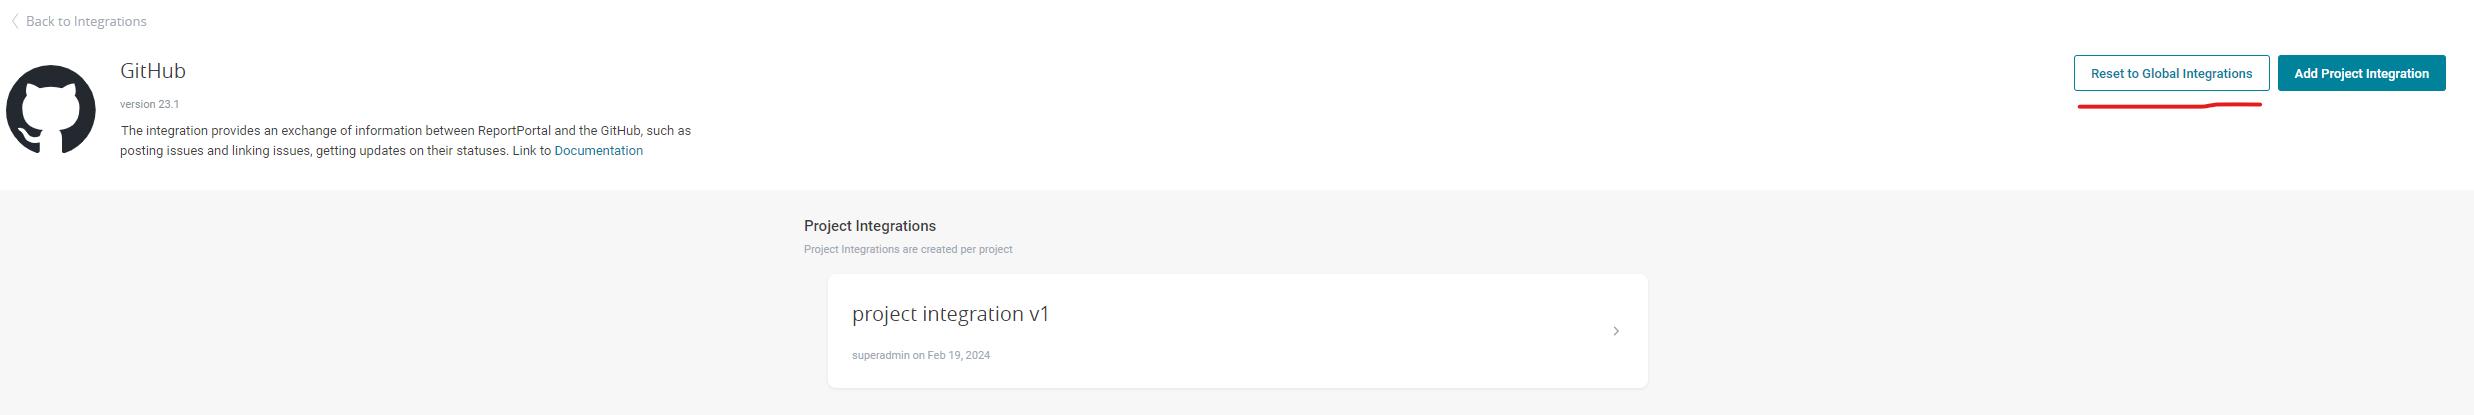 Back to Integrations
GitHub
version 23.1
The integration provides an exchange of information between ReportPortal and the GitHub, such as
posting issues and linking issues, getting updates on their statuses. Link to Documentation
Reset to Global Integrations
Add Project Integration
Project Integrations
Project Integrations are created per project
project integration v1
superadmin on Feb 19, 2024